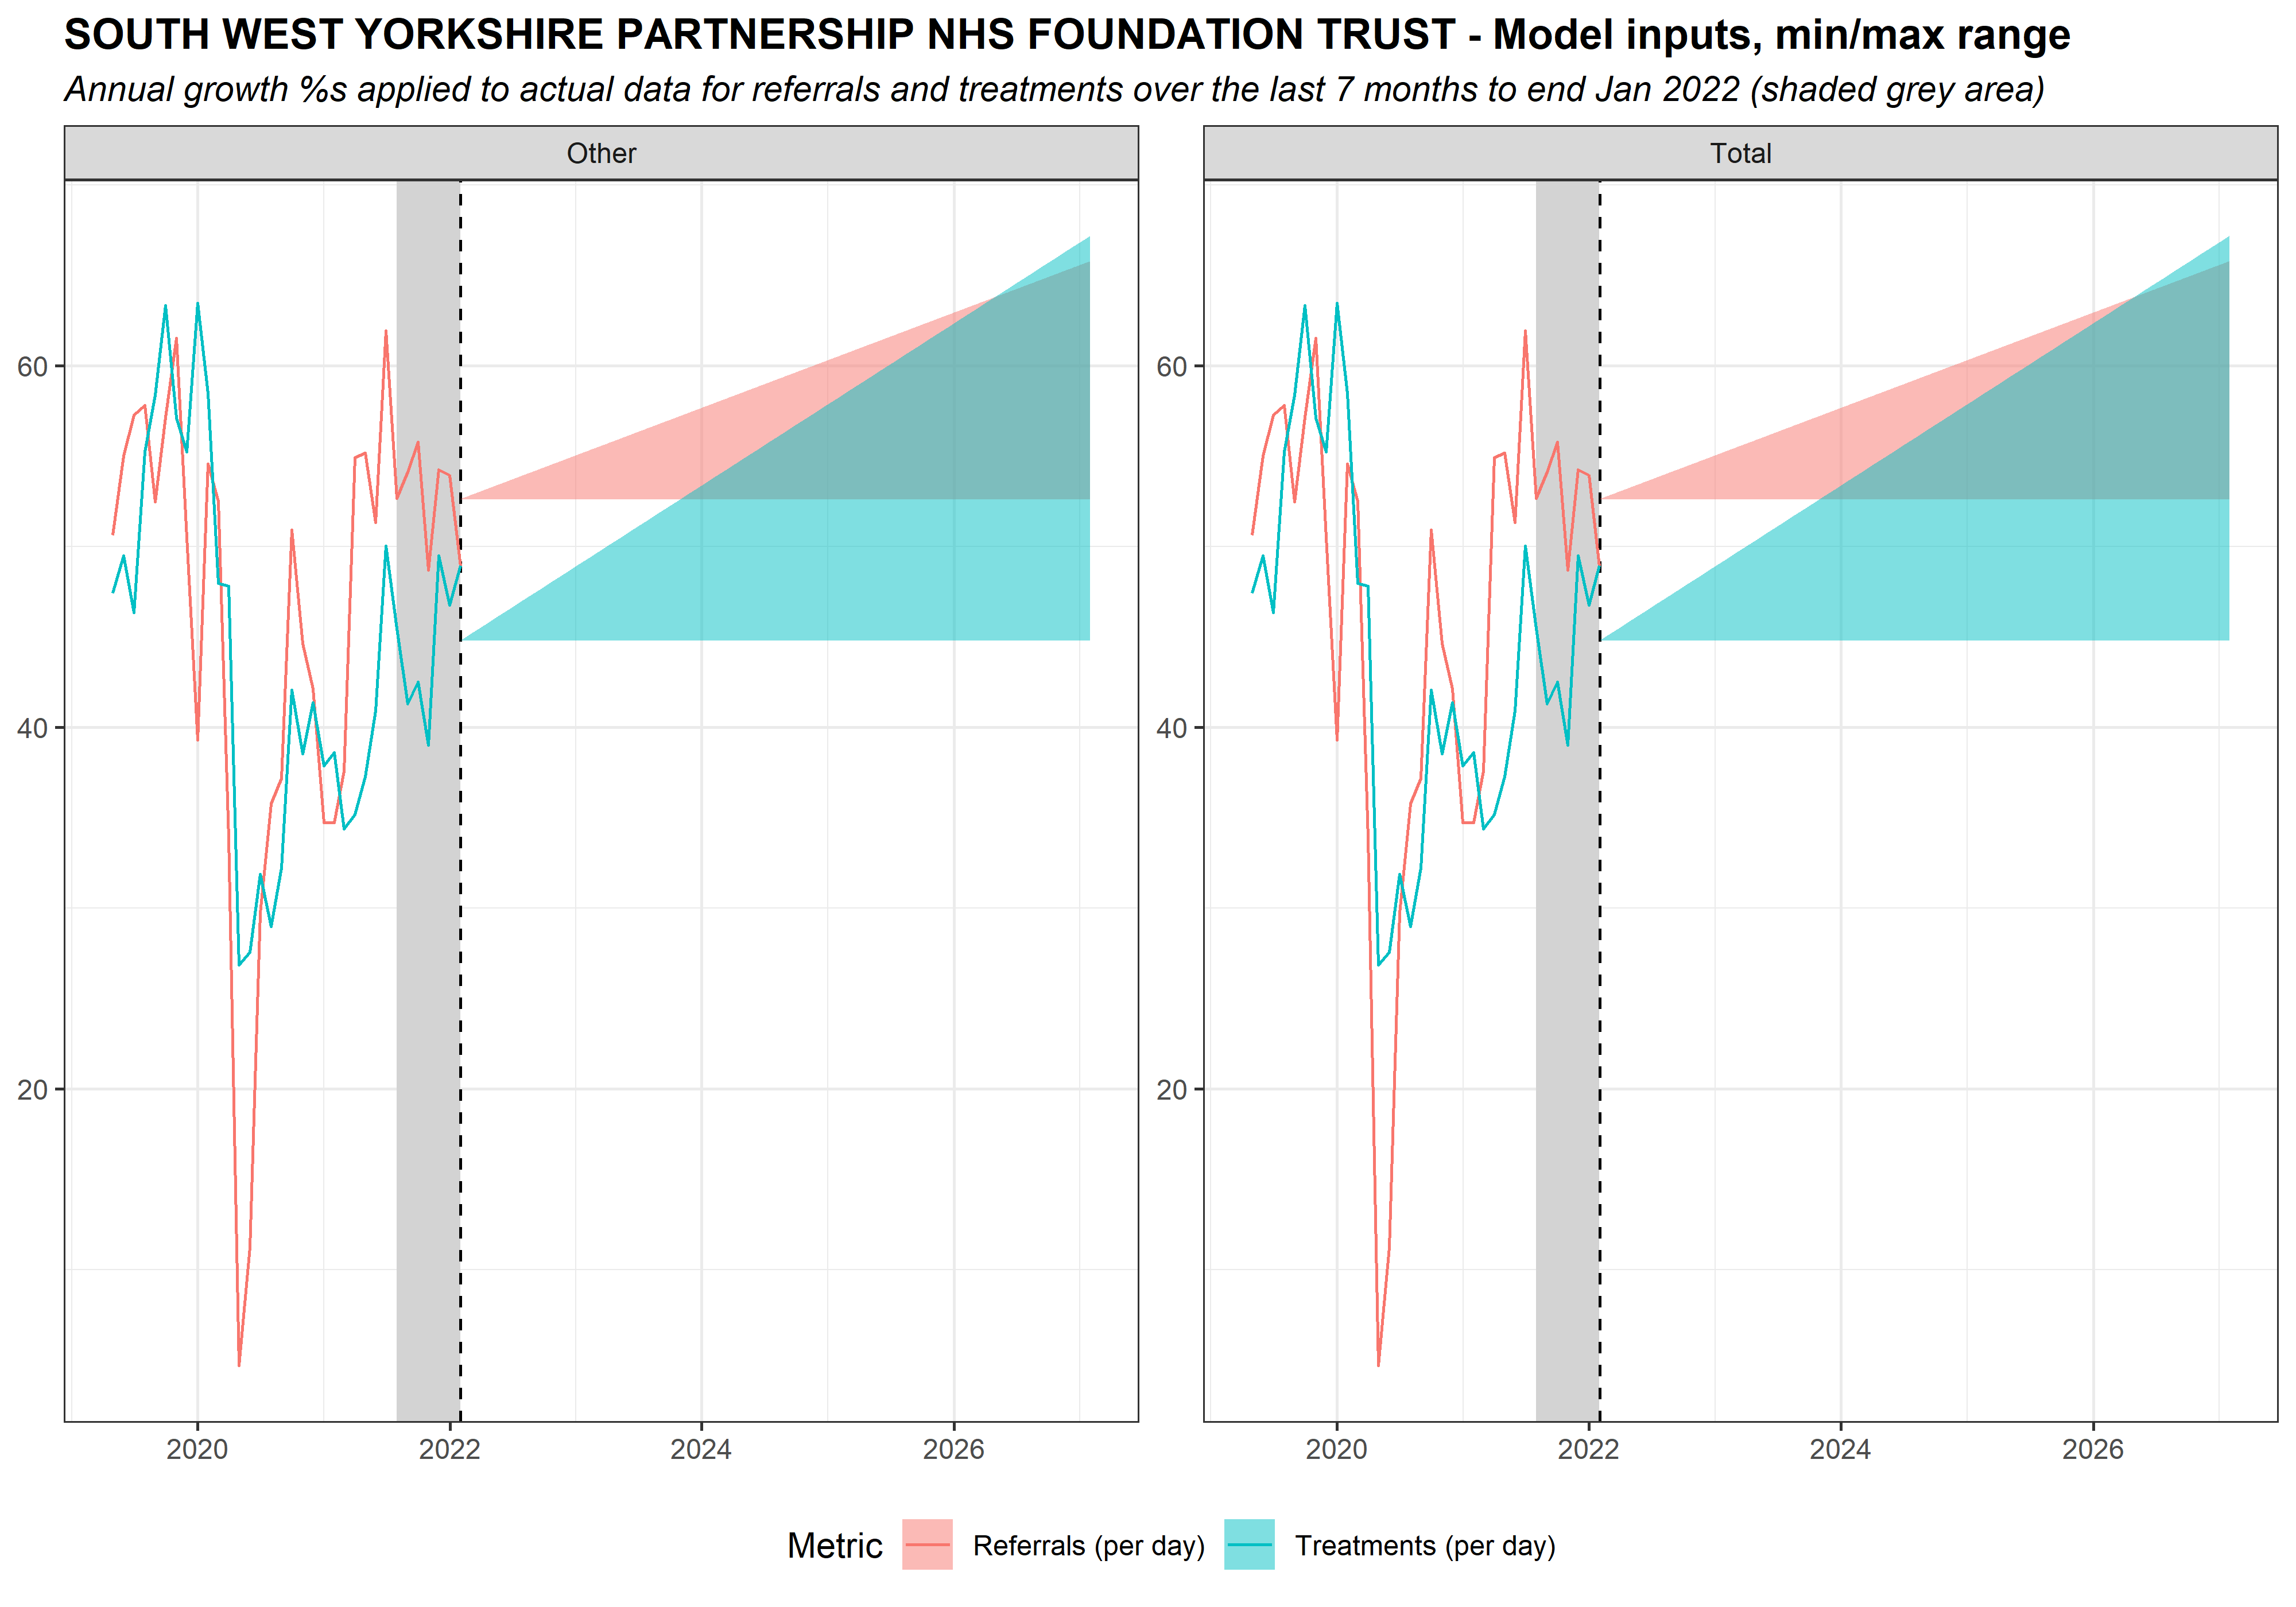 SOUTH WEST YORKSHIRE PARTNERSHIP NHS FOUNDATION TRUST - Model inputs, min/max range
Annual growth %s applied to actual data for referrals and treatments over the last 7 months to end Jan 2022 (shaded grey area)
Other
Total
60
40
20
60
40
20
2020 2022 2024 2026
2020 2022 2024 2026
Metric Referrals (per day) Treatments (per day)